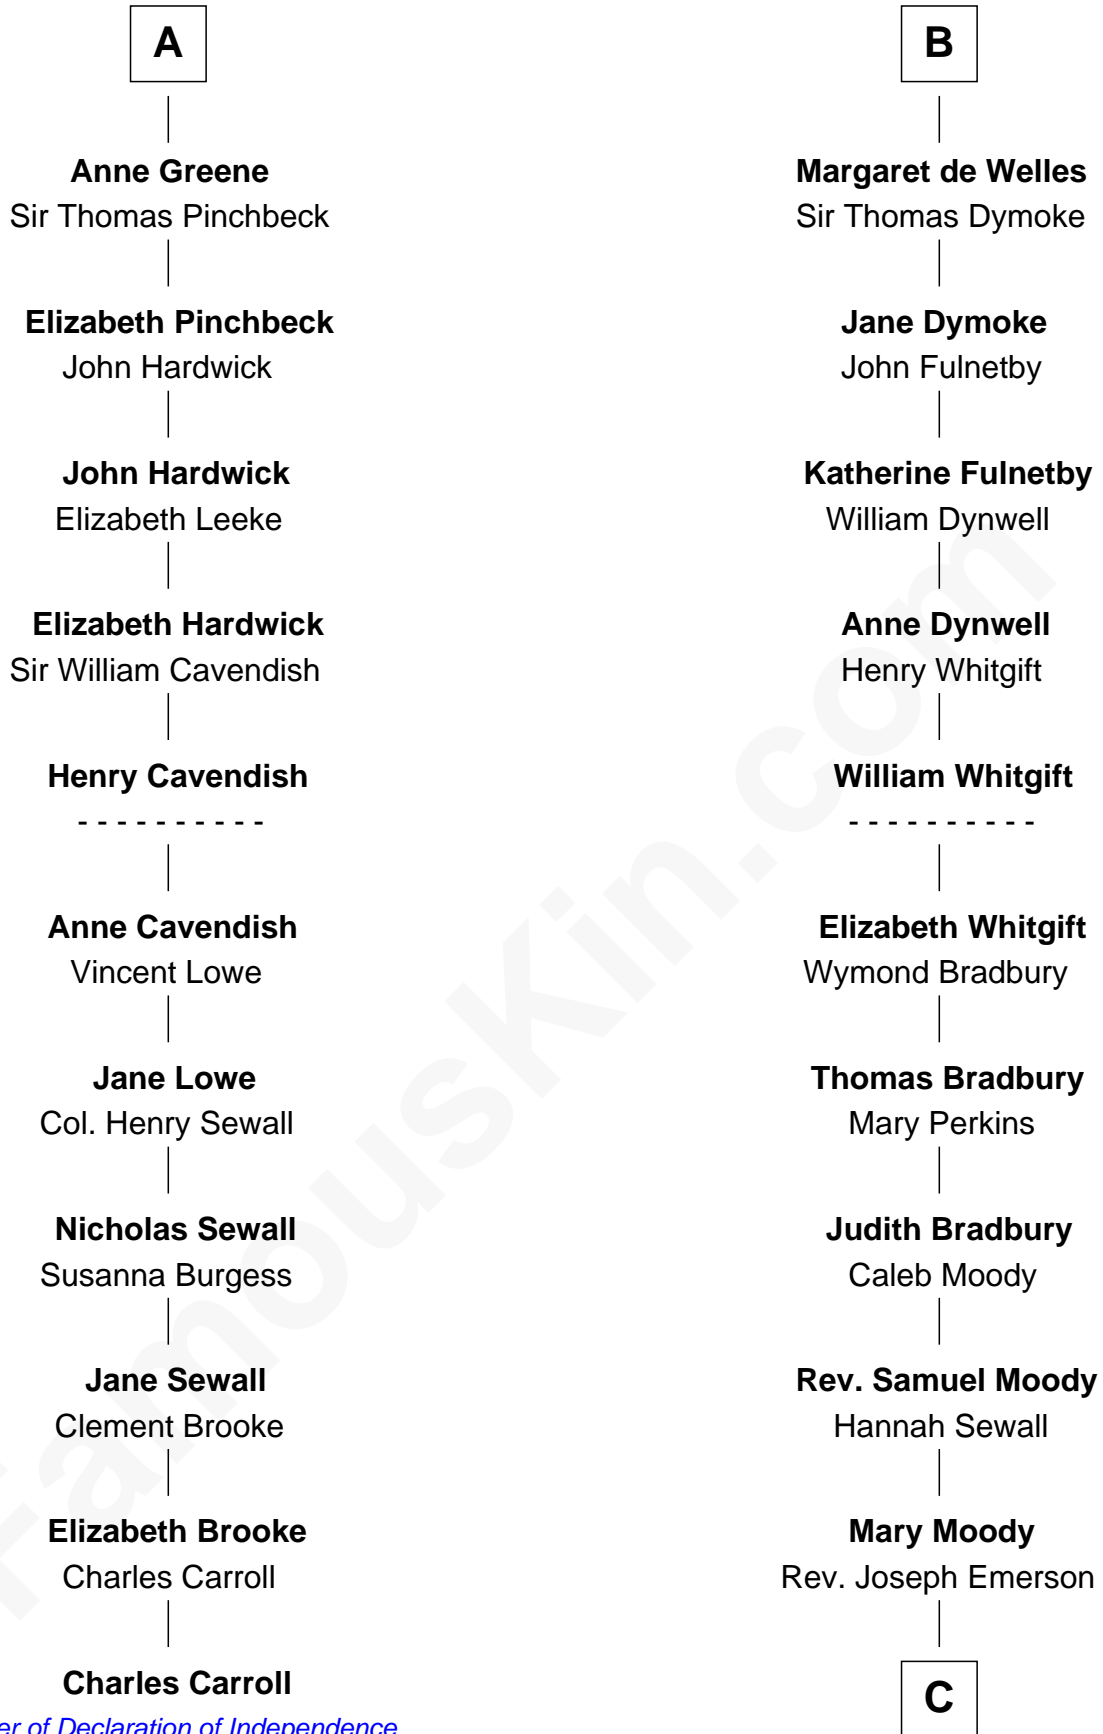 A
Anne Greene
Sir Thomas Pinchbeck
Elizabeth Pinchbeck
John Hardwick
John Hardwick
Elizabeth Leeke
Elizabeth Hardwick
Sir William Cavendish
Henry Cavendish
- - - - - - - - - -
Anne Cavendish
Vincent Lowe
Jane Lowe
Col. Henry Sewall
Nicholas Sewall
Susanna Burgess
Jane Sewall
Clement Brooke
Elizabeth Brooke
Charles Carroll
Charles Carroll
of Declaration of Independence
B
Margaret de Welles
Sir Thomas Dymoke
Jane Dymoke
John Fulnetby
Katherine Fulnetby
William Dynwell
Anne Dynwell
Henry Whitgift
William Whitgift
- - - - - - - - - -
Elizabeth Whitgift
Wymond Bradbury
Thomas Bradbury
Mary Perkins
Judith Bradbury
Caleb Moody
Rev. Samuel Moody
Hannah Sewall
Mary Moody
Rev. Joseph Emerson
C
FamousKin.com